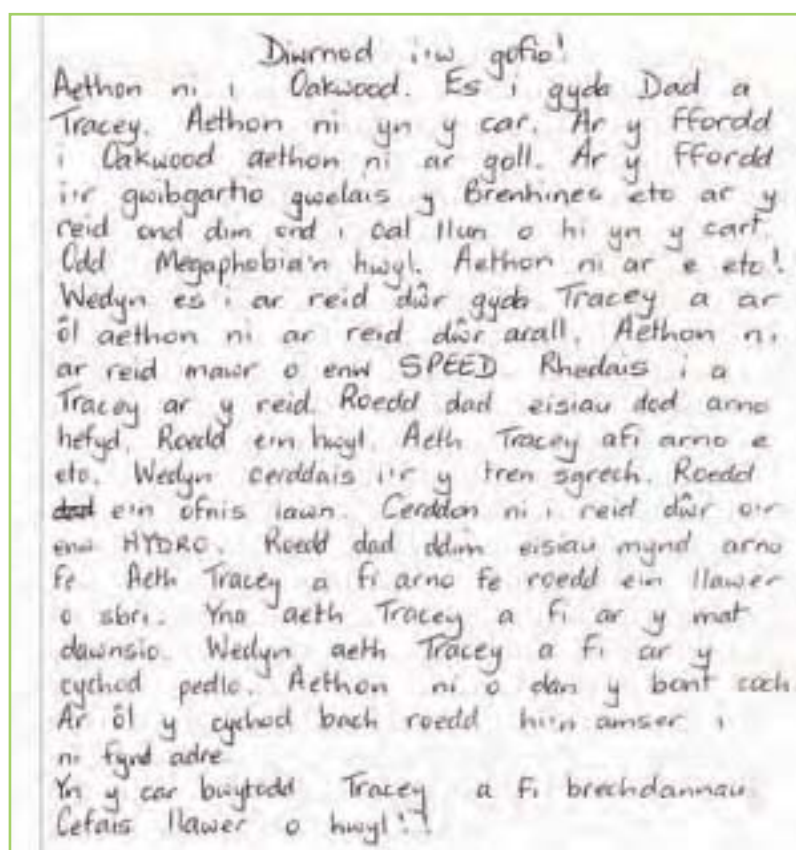 Diwrnod i'w gofio!
Aethon ni i Oakwood. Es i gyda Dad a
Tracey. Aethon ni yn y car. Ar y ffordd
i Oakwood aethon ni ar goll. Ar y ffordd
i'r gwibgartio gwelais y Brenhines eto ar y
reid ond dim ond i cal llun o hi yn y cart.
Odd Megaphobia'n hwyl. Aethon ni ar e eto!
Wedyn es i ar reid dŵr gyda Tracey a ar
ôl aethon ni ar reid dŵr arall. Aethon ni
ar reid mawr o enw SPEED. Rhedais i a
Tracey ar y reid. Roedd dad eisiau dod arno
hefyd. Roedd e'n hwyl. Aeth Tracey a fi arno e
eto. Wedyn cerddais i'r y tren sgrech. Roedd
e'n ofnis iawn. Cerddon ni i reid dŵr o'r
enw HYDRO. Roedd dad ddim eisiau mynd arno
fe. Aeth Tracey a fi arno fe roedd ein llawer
o sbri. Yna aeth Tracey a fi ar y mat
dawnsio. Wedyn aeth Tracey a fi ar y
cychod pedlo. Aethon ni o dan y bont coch
Ar ôl y cychod bach roedd hi'n amser i
ni fynd adre
Yn y car bwytodd Tracey a fi brechdannau.
Cefais llawer o hwyl!!